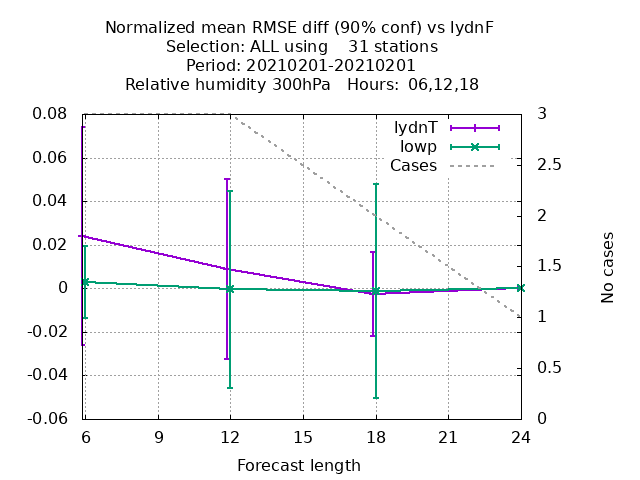 Normalized mean RMSE diff (90% conf) vs lydnF
Selection: ALL using    31 stations
Period: 20210201-20210201
Relative humidity 300hPa   Hours:  06,12,18
0.08
0.06
0.04
0.02
0
-0.02
-0.04
-0.06
lydnT
lowp
Cases
3
2.5
2
1.5
1
0.5
0
No cases
6 9 12 15 18 21 24
Forecast length